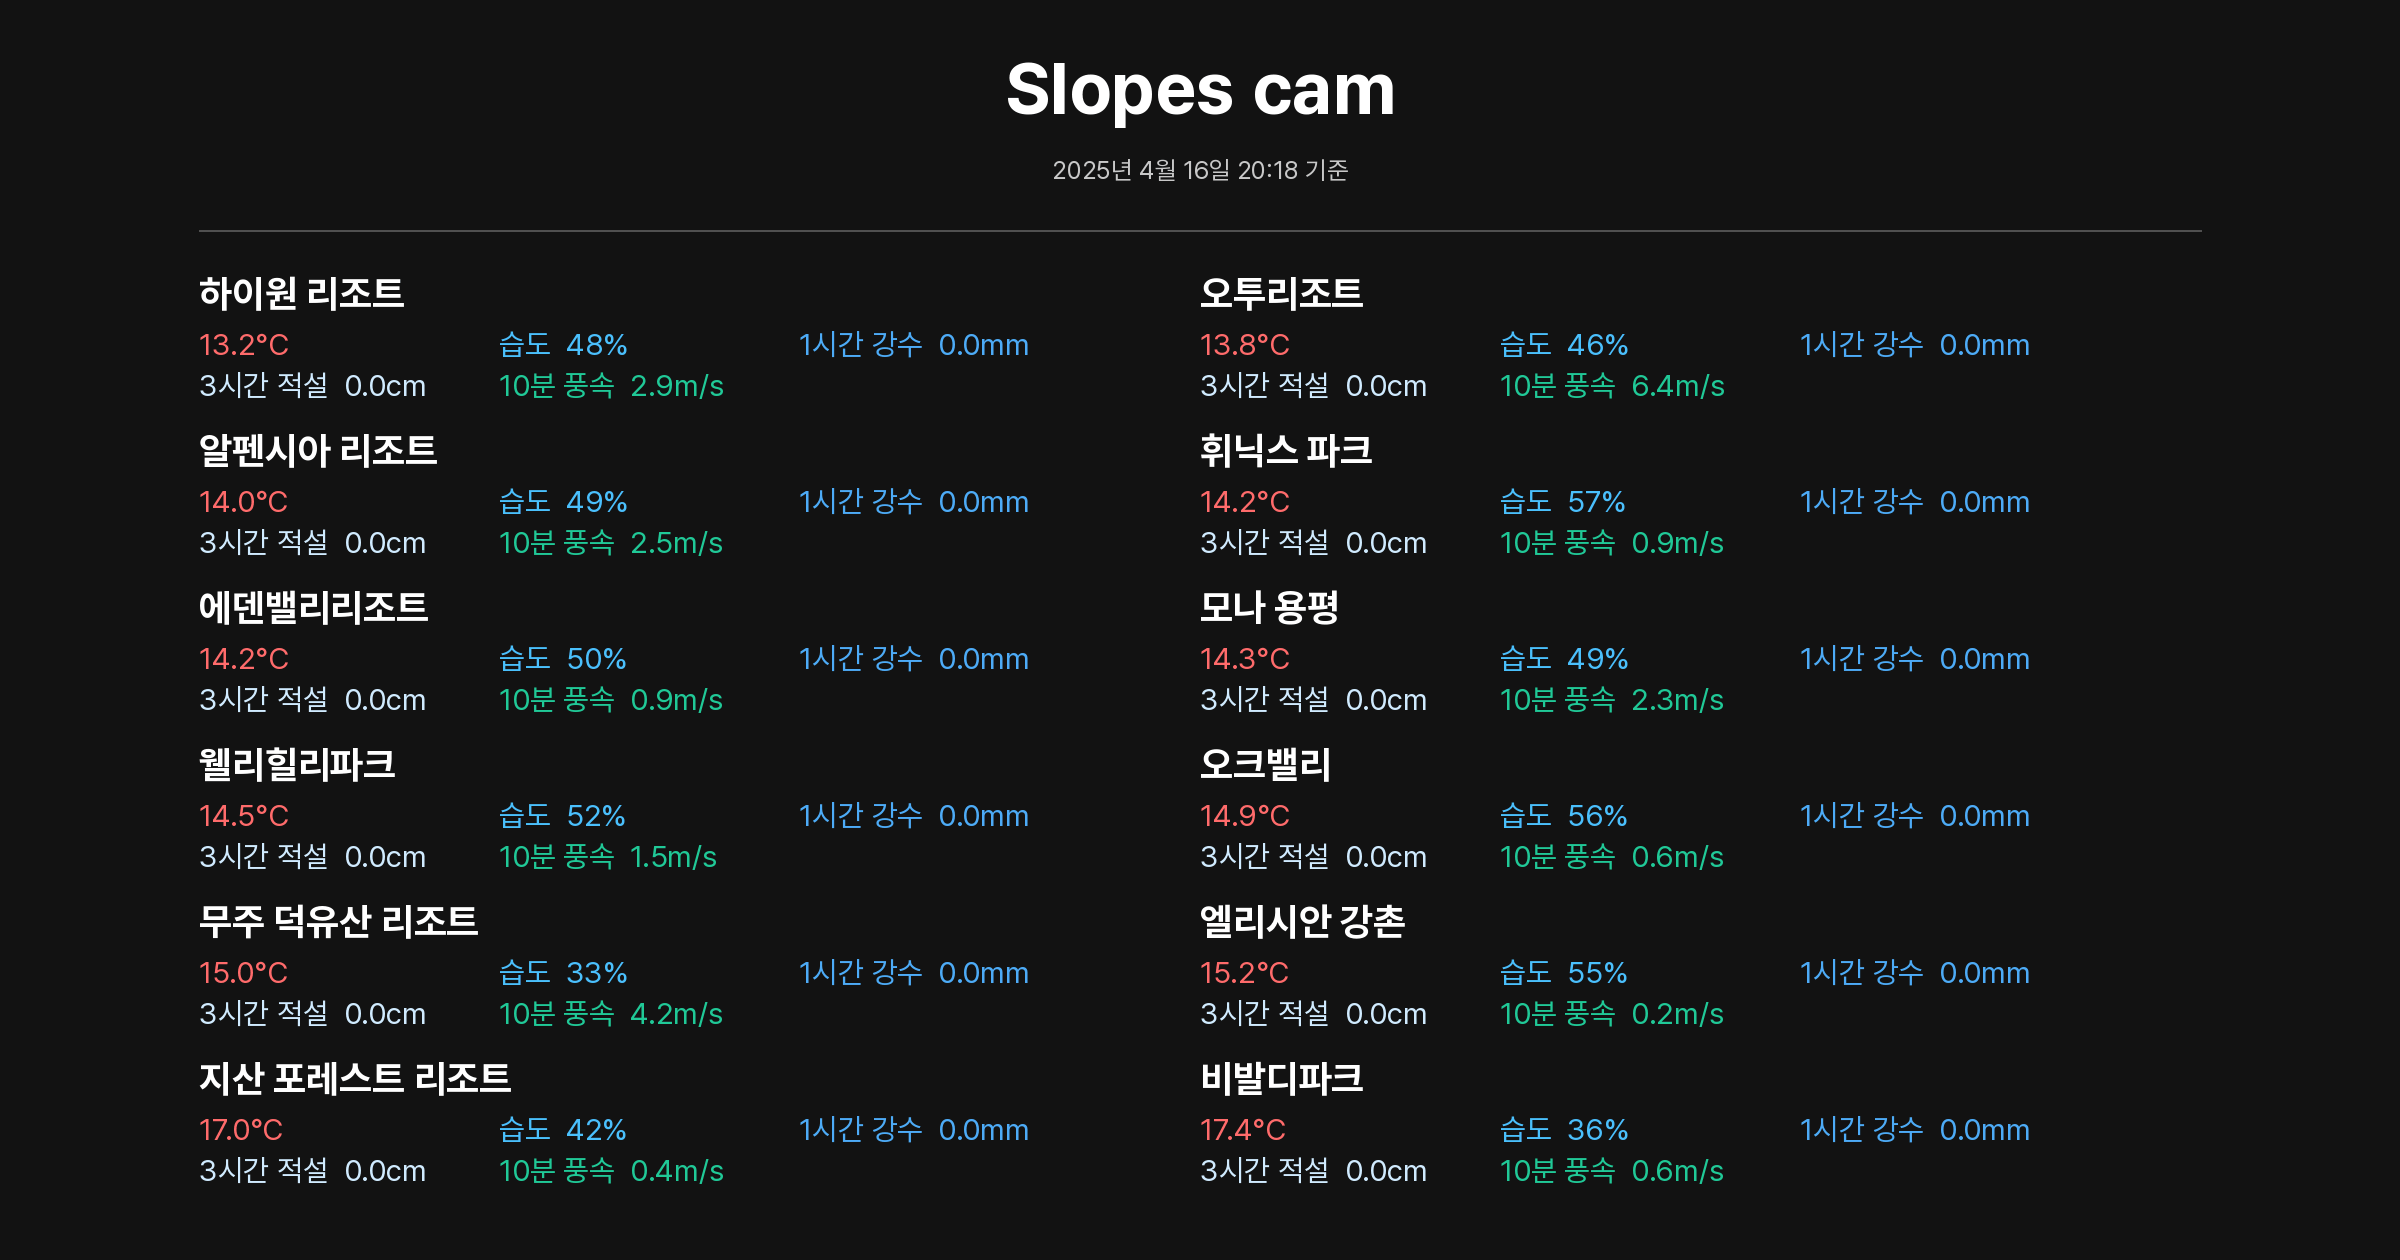 Slopes cam
2025년 4월 16일 20:18 기준
하이원 리조트
13.2°C 습도 48% 1시간 강수 0.0mm
3시간 적설 0.0cm 10분 풍속 2.9m/s
오투리조트
13.8°C 습도 46% 1시간 강수 0.0mm
3시간 적설 0.0cm 10분 풍속 6.4m/s
알펜시아 리조트
14.0°C 습도 49% 1시간 강수 0.0mm
3시간 적설 0.0cm 10분 풍속 2.5m/s
휘닉스 파크
14.2°C 습도 57% 1시간 강수 0.0mm
3시간 적설 0.0cm 10분 풍속 0.9m/s
에덴밸리리조트
14.2°C 습도 50% 1시간 강수 0.0mm
3시간 적설 0.0cm 10분 풍속 0.9m/s
모나 용평
14.3°C 습도 49% 1시간 강수 0.0mm
3시간 적설 0.0cm 10분 풍속 2.3m/s
웰리힐리파크
14.5°C 습도 52% 1시간 강수 0.0mm
3시간 적설 0.0cm 10분 풍속 1.5m/s
오크밸리
14.9°C 습도 56% 1시간 강수 0.0mm
3시간 적설 0.0cm 10분 풍속 0.6m/s
무주 덕유산 리조트
15.0°C 습도 33% 1시간 강수 0.0mm
3시간 적설 0.0cm 10분 풍속 4.2m/s
엘리시안 강촌
15.2°C 습도 55% 1시간 강수 0.0mm
3시간 적설 0.0cm 10분 풍속 0.2m/s
지산 포레스트 리조트
17.0°C 습도 42% 1시간 강수 0.0mm
3시간 적설 0.0cm 10분 풍속 0.4m/s
비발디파크
17.4°C 습도 36% 1시간 강수 0.0mm
3시간 적설 0.0cm 10분 풍속 0.6m/s